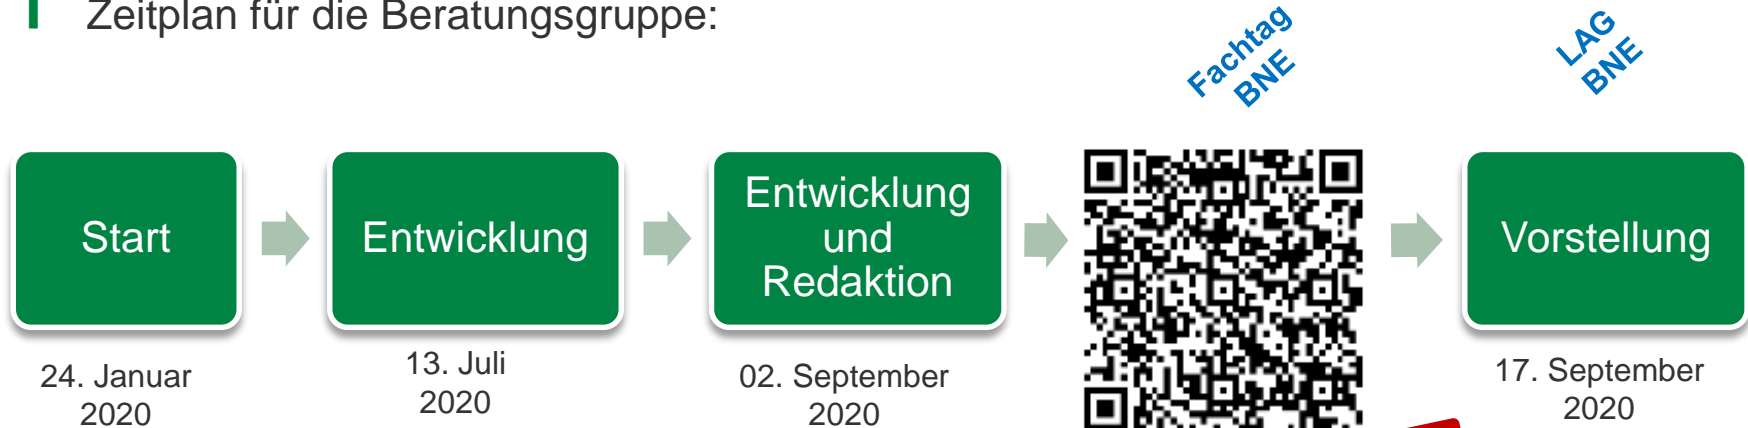 Zeitplan für die Beratungsgruppe:
Fachtag
BNE
LAG
BNE
Start
Entwicklung
Entwicklung
und
Redaktion
Vorstellung
24. Januar
2020
13. Juli
2020
02. September
2020
17. September
2020